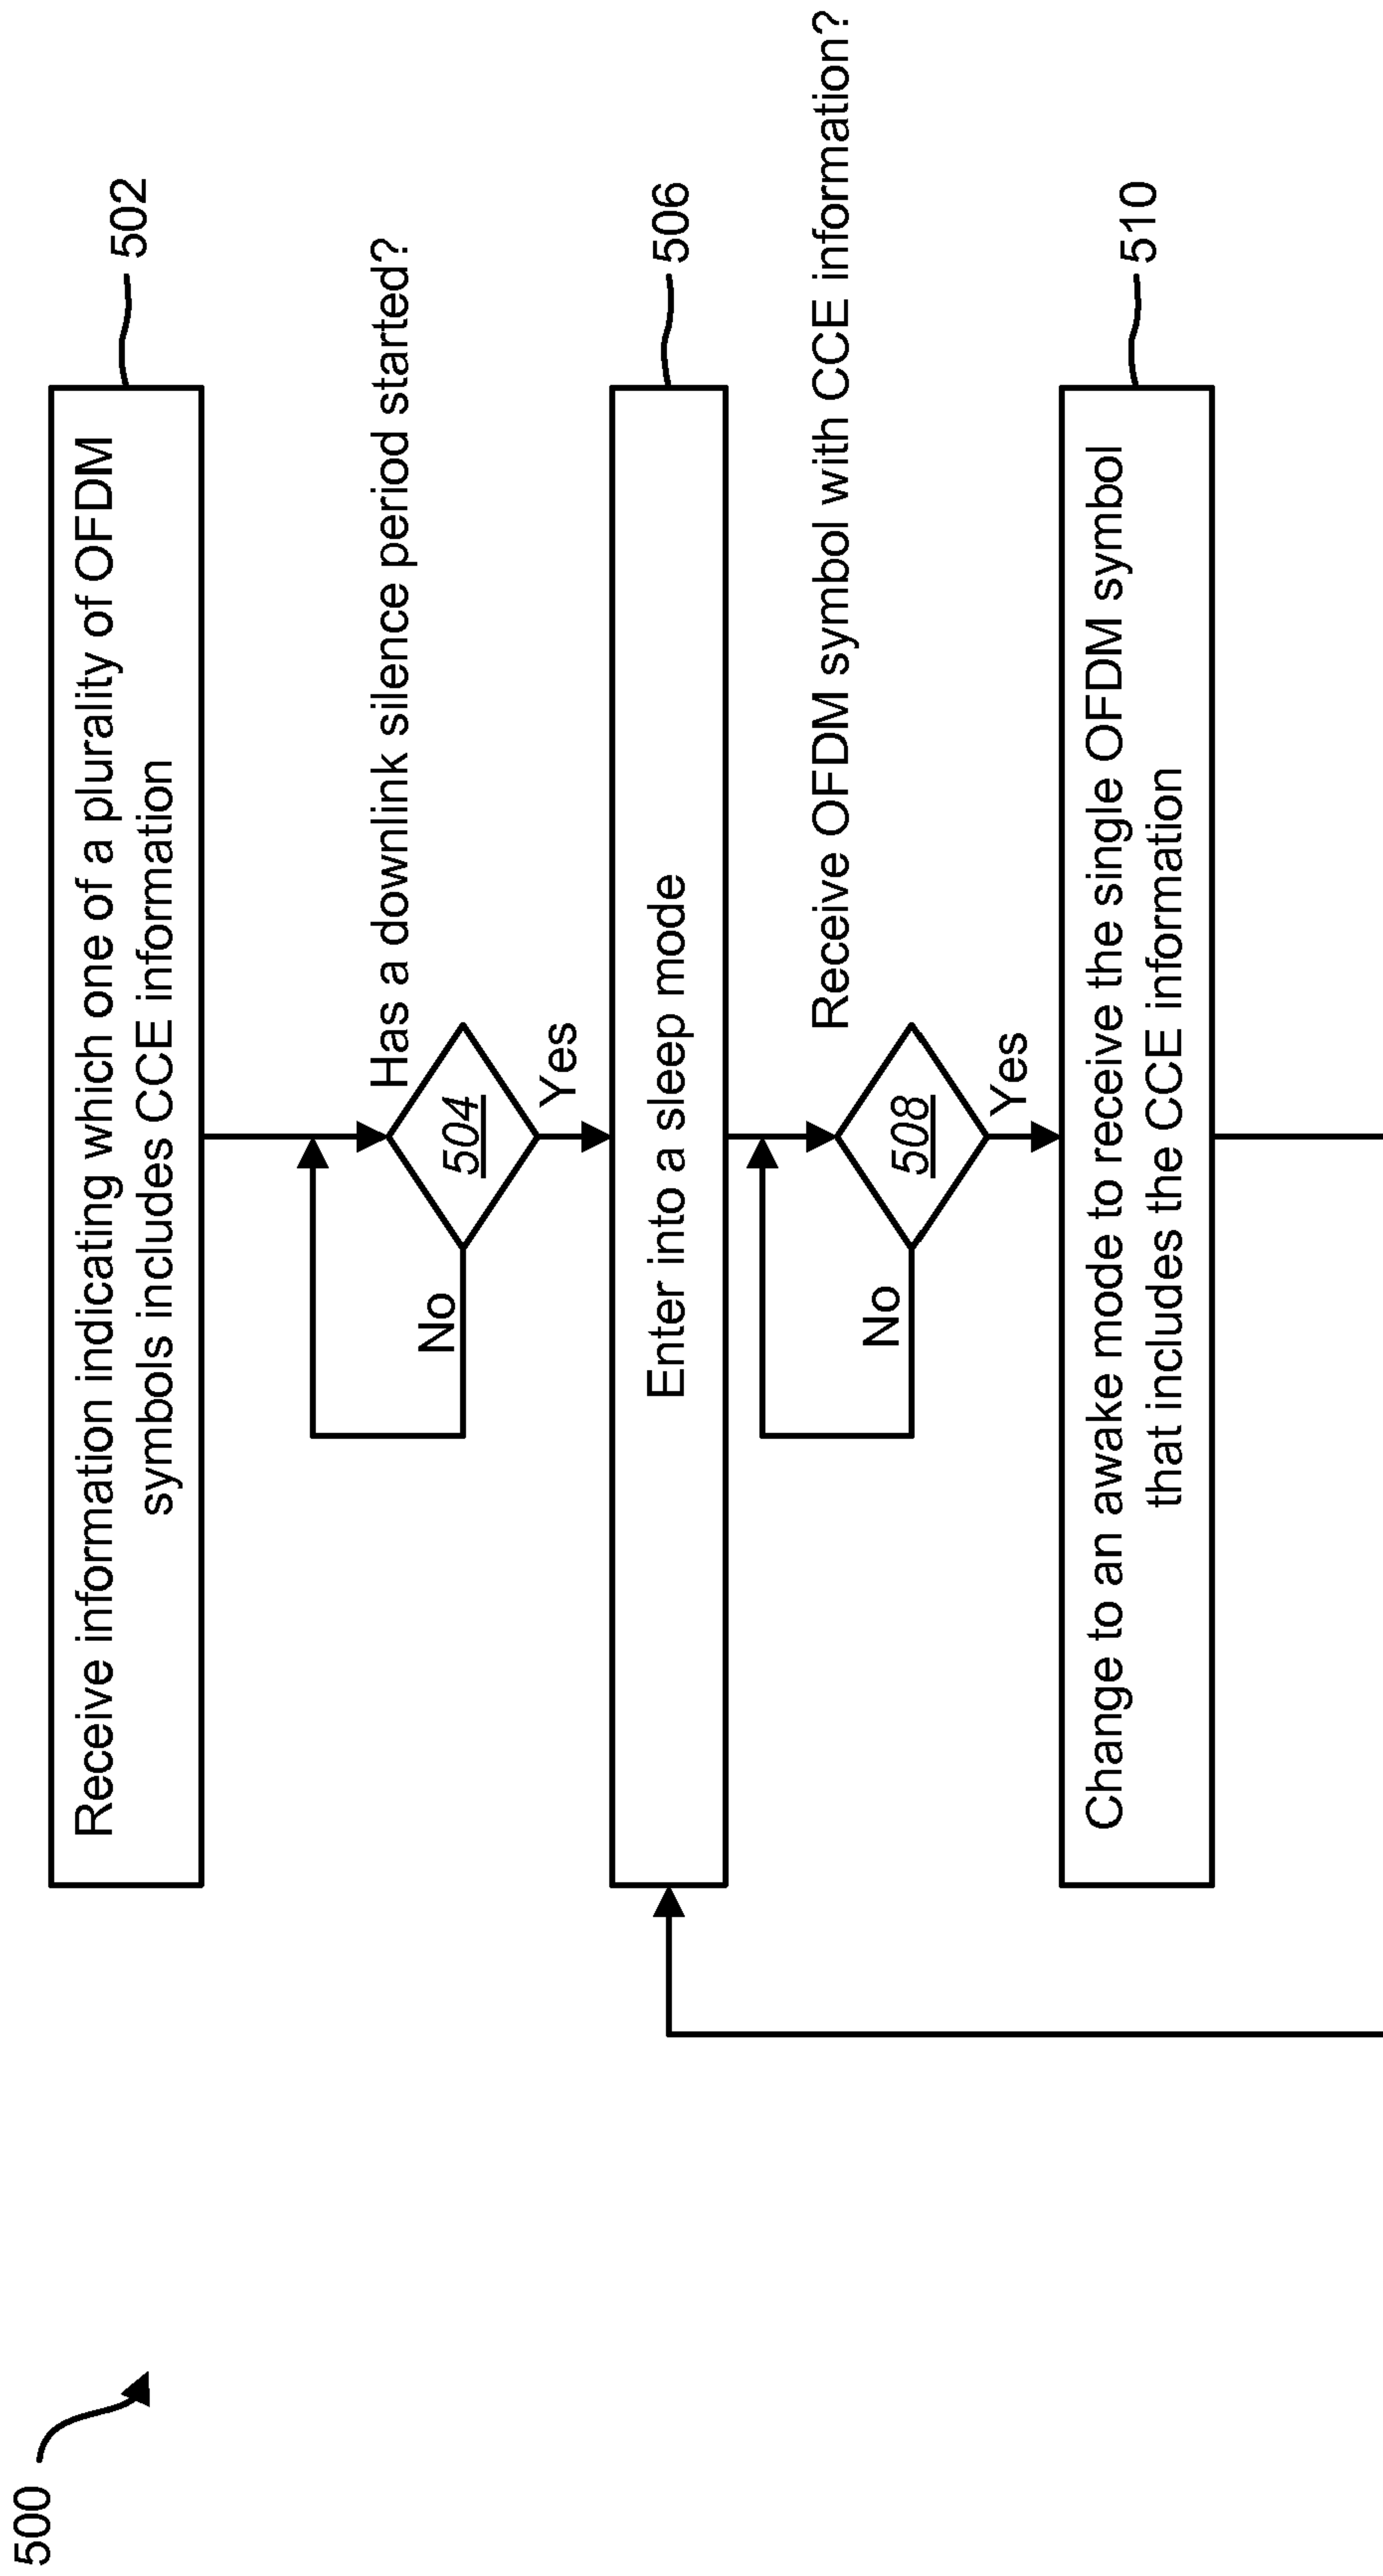 500
Receive information indicating which one of a plurality of OFDM
symbols includes CCE information
502
Has a downlink silence period started?
504
No
Yes
Enter into a sleep mode
506
Receive OFDM symbol with CCE information?
508
No
Yes
Change to an awake mode to receive the single OFDM symbol
that includes the CCE information
510